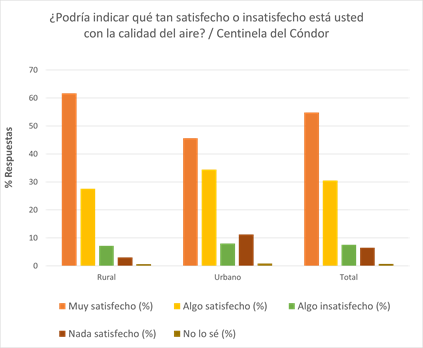 ¿Podría indicar qué tan satisfecho o insatisfecho está usted
con la calidad del aire? / Centinela del Cóndor
% Respuestas
70
60
50
40
30
20
10
0
Rural
Urbano
Total
Muy satisfecho (%)
Algo satisfecho (%)
Algo insatisfecho (%)
Nada satisfecho (%)
No lo sé (%)